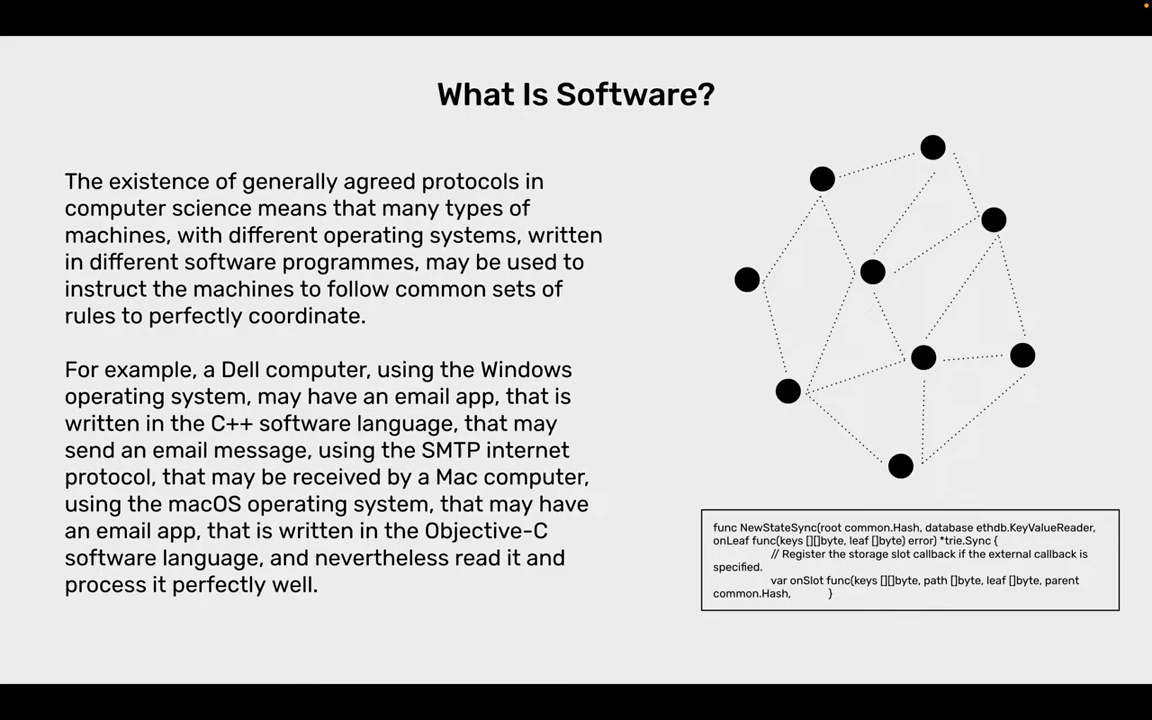 What Is Software?
The existence of generally agreed protocols in
computer science means that many types of
machines, with different operating systems, written
in different software programmes, may be used to
instruct the machines to follow common sets of
rules to perfectly coordinate.
For example, a Dell computer, using the Windows
operating system, may have an email app, that is
written in the C++ software language, that may
send an email message, using the SMTP internet
protocol, that may be received by a Mac computer,
using the macOS operating system, that may have
an email app, that is written in the Objective-C
software language, and nevertheless read it and
process it perfectly well.
func NewStateSync(root common.Hash, database ethdb.KeyValueReader,
onLeaf func(keys [][]byte, leaf []byte) error) *trie.Sync {
// Register the storage slot callback if the external callback is
specified.
var onSlot func(keys [][]byte, path []byte, leaf []byte, parent
common.Hash, }